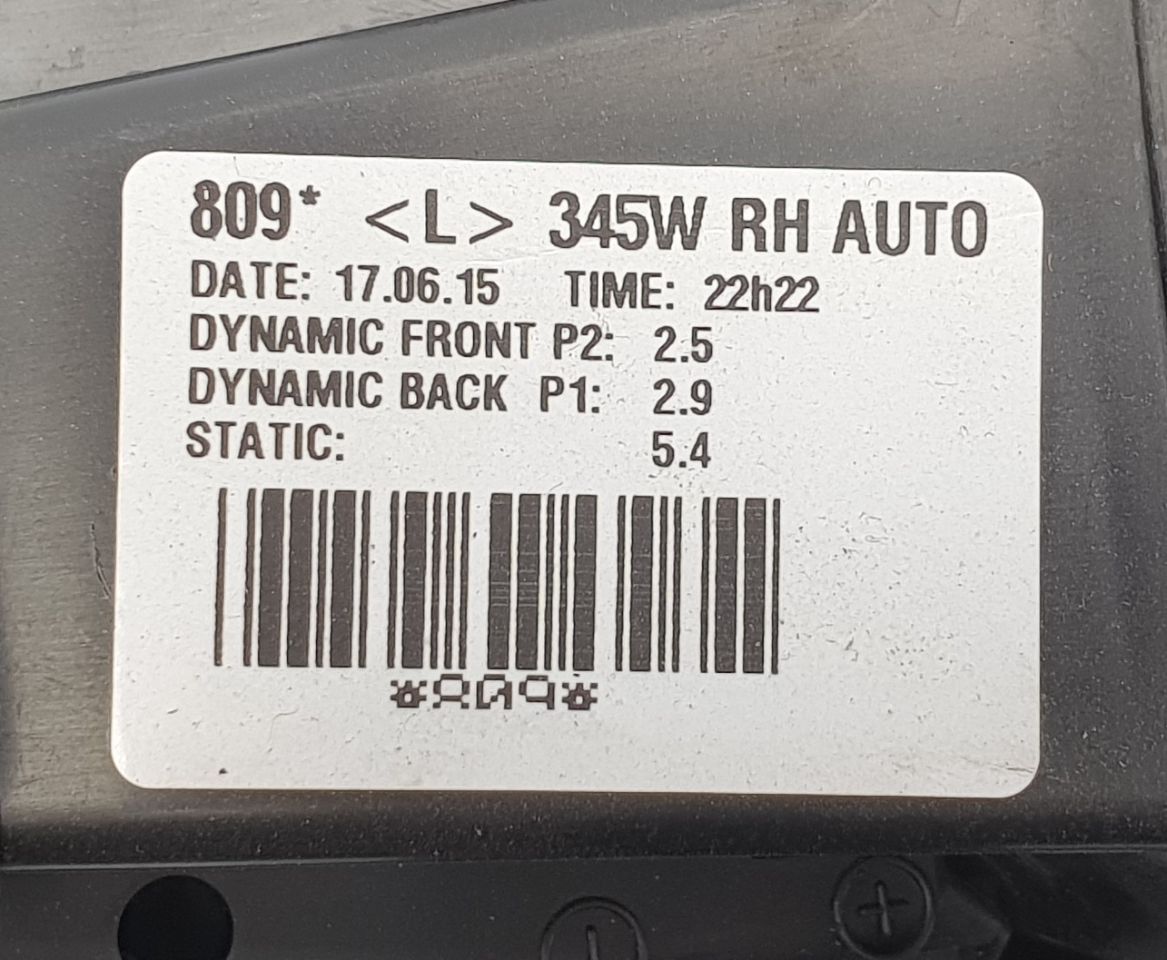 809* <L> 345W RH AUTO
DATE: 17.06.15 TIME: 22h22
DYNAMIC FRONT P2: 2.5
DYNAMIC BACK P1: 2.9
STATIC: 5.4
*809*